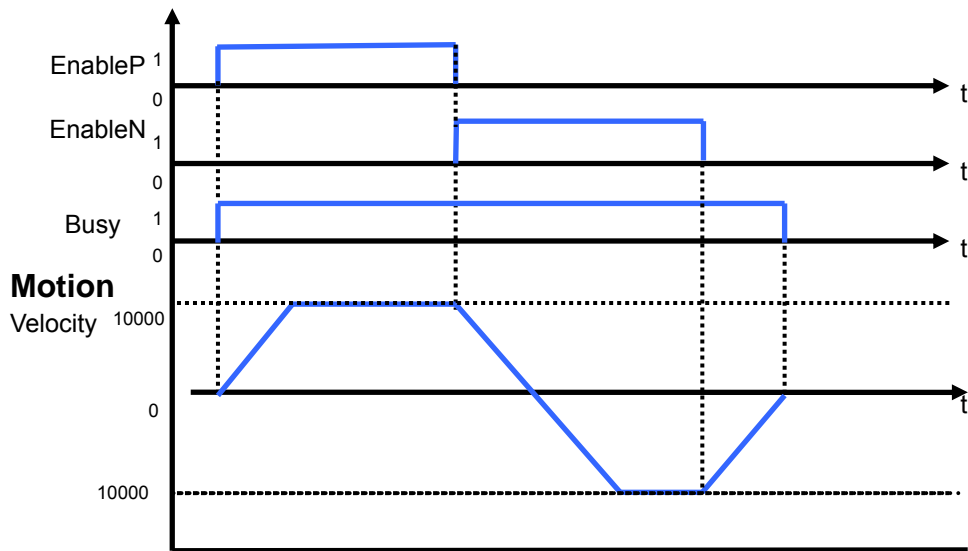 EnableP 1
0 t
EnableN 1
0 t
Busy 1
0 t
Motion
Velocity 10000
0 t
10000